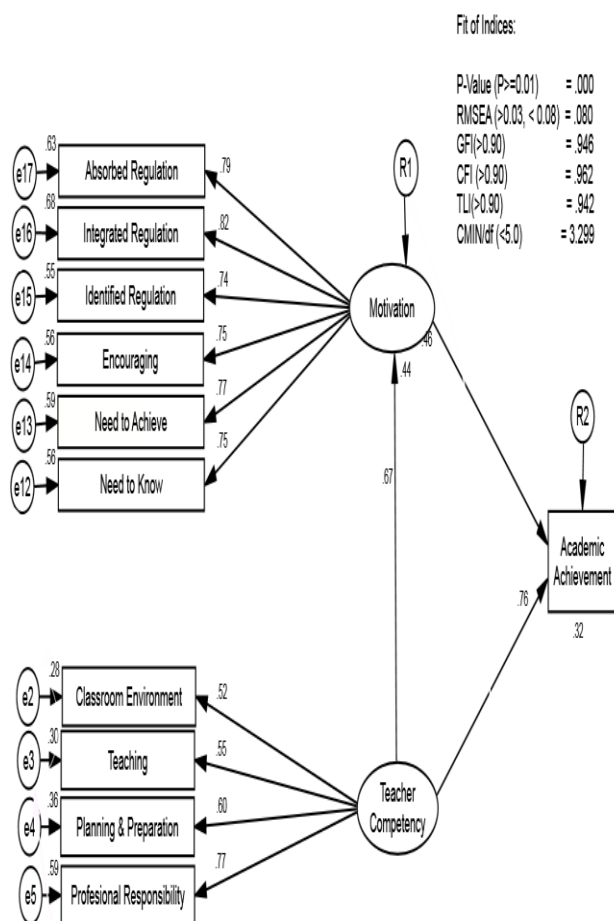 Fit of Indices:
P-Value (P>=0.01) = .000
RMSEA (>0.03, < 0.08) = .080
GFI(>0.90) = .946
CFI (>0.90) = .962
TLI(>0.90) = .942
CMIN/df (<5.0) = 3.299
.63
e17
Absorbed Regulation
.79
R1
.68
e16
Integrated Regulation
.82
.55
e15
Identified Regulation
.74
Motivation
.46
.44
.56
e14
Encouraging
.75
.59
e13
Need to Achieve
.77
R2
.56
e12
Need to Know
.75
.67
Academic
Achievement
.76
.32
.28
e2
Classroom Environment
.52
.30
e3
Teaching
.55
Teacher
Competency
.36
e4
Planning & Preparation
.60
.59
e5
Profesional Responsibility
.77